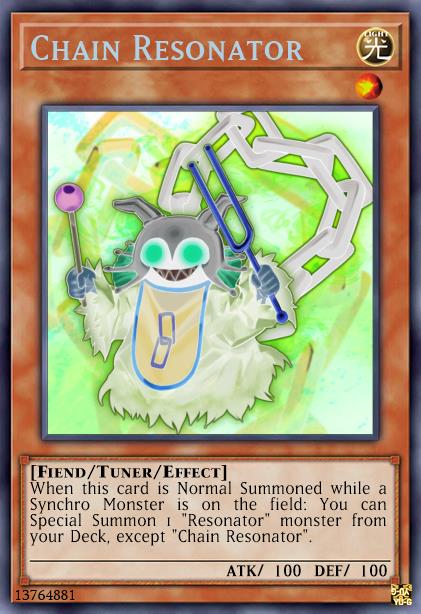 CHAIN RESONATOR
LIGHT
光
[FIEND/TUNER/EFFECT]
When this card is Normal Summoned while a
Synchro Monster is on the field: You can
Special Summon 1 "Resonator" monster from
your Deck, except "Chain Resonator".
ATK/ 100 DEF/ 100
13764881